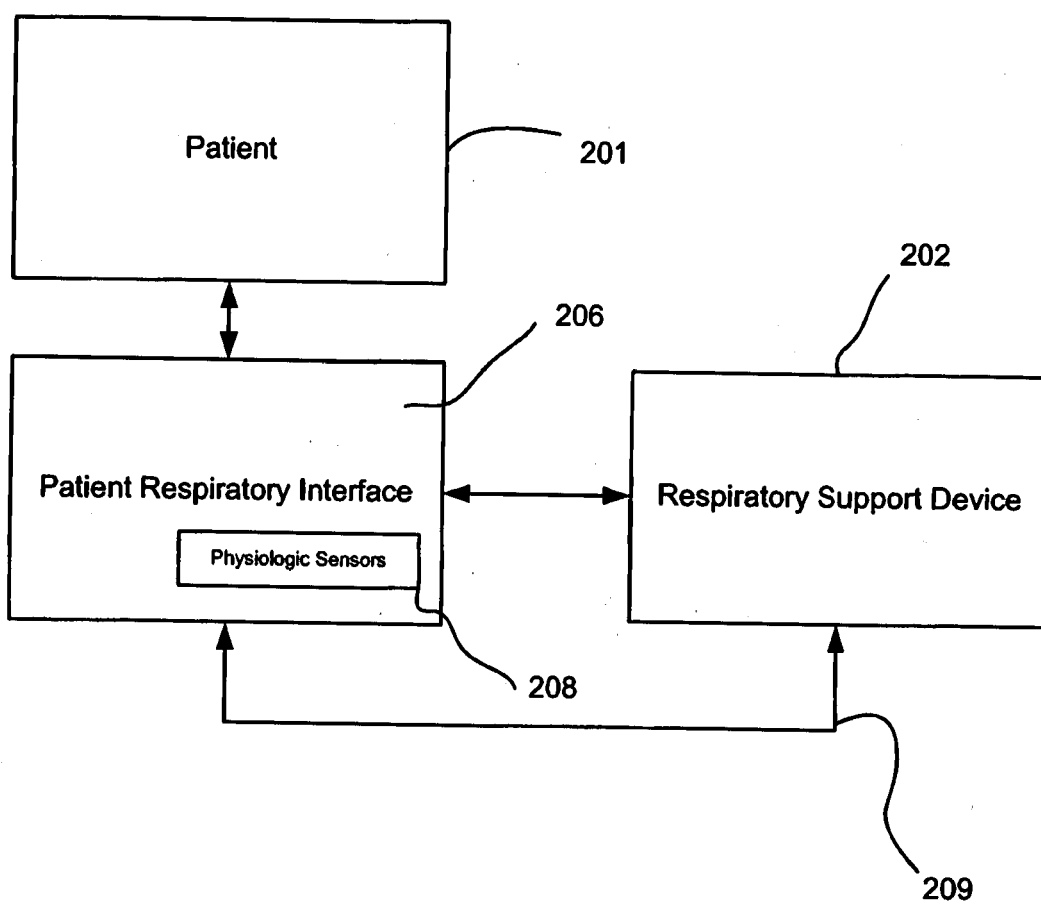 Patient
201
202
206
Patient Respiratory Interface
Respiratory Support Device
Physiologic Sensors
208
209